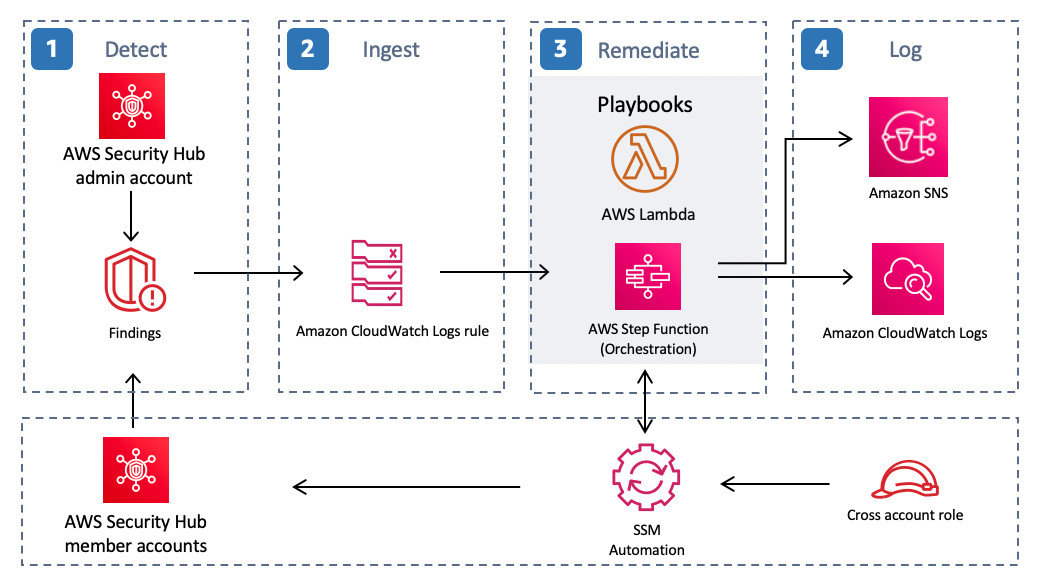 1 Detect
AWS Security Hub
admin account
Findings
2 Ingest
Amazon CloudWatch Logs rule
3 Remediate
Playbooks
AWS Lambda
AWS Step Function
(Orchestration)
4 Log
Amazon SNS
Amazon CloudWatch Logs
AWS Security Hub
member accounts
SSM
Automation
Cross account role